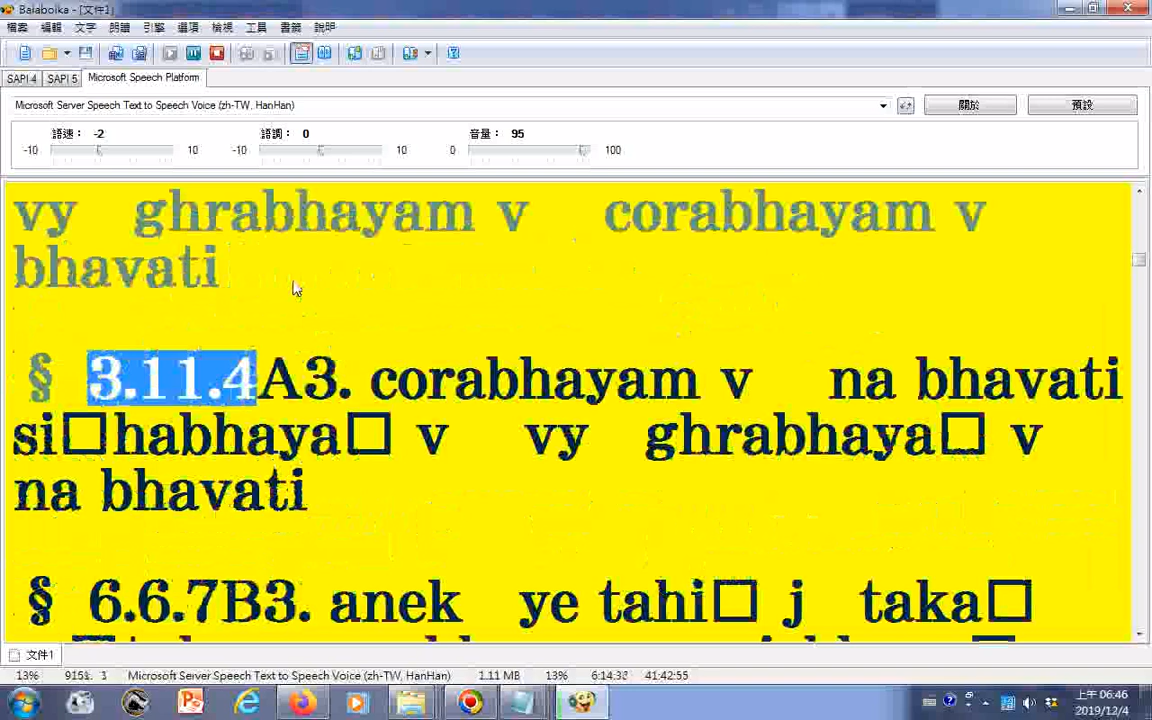 Balabolka - [文件1]
檔案 編輯 文字 朗讀 引擎 選項 檢視 工具 書籤 說明
SAPI 4 SAPI 5 Microsoft Speech Platform
Microsoft Server Speech Text to Speech Voice (zh-TW, HanHan)
關於 預設
語速： -2 語調： 0 音量： 95
-10 10 -10 10 0 100
vy ghrabhayam v corabhayam v
bhavati
§ 3.11.4A3. corabhayam v na bhavati
si□habhaya□ v vy ghrabhaya□ v
na bhavati
§ 6.6.7B3. anek ye tahi□ j taka□
文件1
13% Microsoft Server Speech Text to Speech Voice (zh-TW, HanHan) 1.11 MB 13% 41:42:55
上午 06:46
2019/12/4